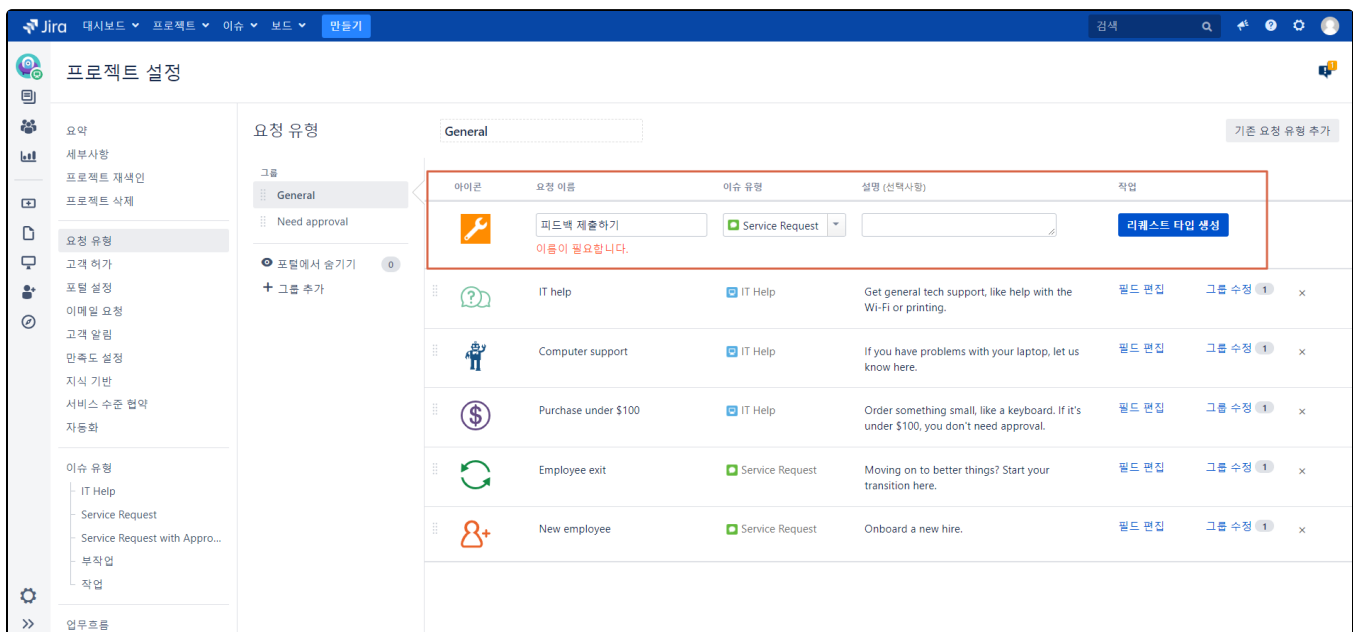 Jira 대시보드 프로젝트 이슈 보드 만들기 검색
프로젝트 설정
1
요약
세부사항
프로젝트 재색인
프로젝트 삭제
요청 유형
고객 허가
포털 설정
이메일 요청
고객 알림
만족도 설정
지식 기반
서비스 수준 협약
자동화
이슈 유형
IT Help
Service Request
Service Request with Appro...
부작업
작업
업무흐름
요청 유형
그룹
General
Need approval
포털에서 숨기기 0
그룹 추가
General
기존 요청 유형 추가
아이콘 요청 이름 이슈 유형 설명 (선택사항) 작업
피드백 제출하기 Service Request 리퀘스트 타입 생성
이름이 필요합니다.
IT help IT Help Get general tech support, like help with the 필드 편집 그룹 수정 1 ×
Wi-Fi or printing.
Computer support IT Help If you have problems with your laptop, let us 필드 편집 그룹 수정 1 ×
know here.
Purchase under $100 IT Help Order something small, like a keyboard. If it's 필드 편집 그룹 수정 1 ×
under $100, you don't need approval.
Employee exit Service Request Moving on to better things? Start your 필드 편집 그룹 수정 1 ×
transition here.
New employee Service Request Onboard a new hire. 필드 편집 그룹 수정 1 ×